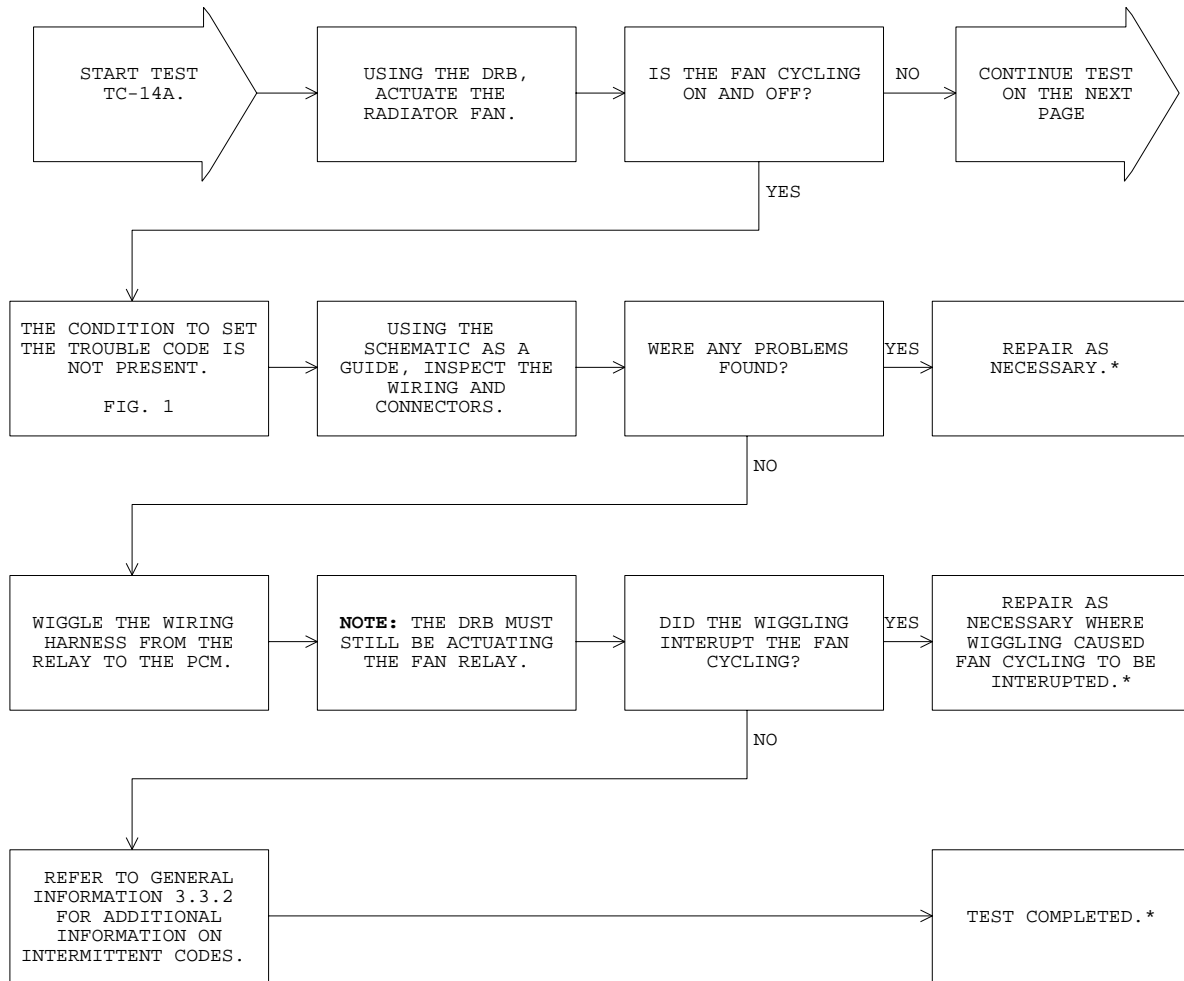 START TEST
TC-14A.
USING THE DRB,
ACTUATE THE
RADIATOR FAN.
IS THE FAN CYCLING
ON AND OFF?
NO
CONTINUE TEST
ON THE NEXT
PAGE
YES
THE CONDITION TO SET
THE TROUBLE CODE IS
NOT PRESENT.
FIG. 1
USING THE
SCHEMATIC AS A
GUIDE, INSPECT THE
WIRING AND
CONNECTORS.
WERE ANY PROBLEMS
FOUND?
YES
REPAIR AS
NECESSARY.*
NO
WIGGLE THE WIRING
HARNESS FROM THE
RELAY TO THE PCM.
NOTE: THE DRB MUST
STILL BE ACTUATING
THE FAN RELAY.
DID THE WIGGLING
INTERUPT THE FAN
CYCLING?
YES
REPAIR AS
NECESSARY WHERE
WIGGLING CAUSED
FAN CYCLING TO BE
INTERUPTED.*
NO
REFER TO GENERAL
INFORMATION 3.3.2
FOR ADDITIONAL
INFORMATION ON
INTERMITTENT CODES.
TEST COMPLETED.*